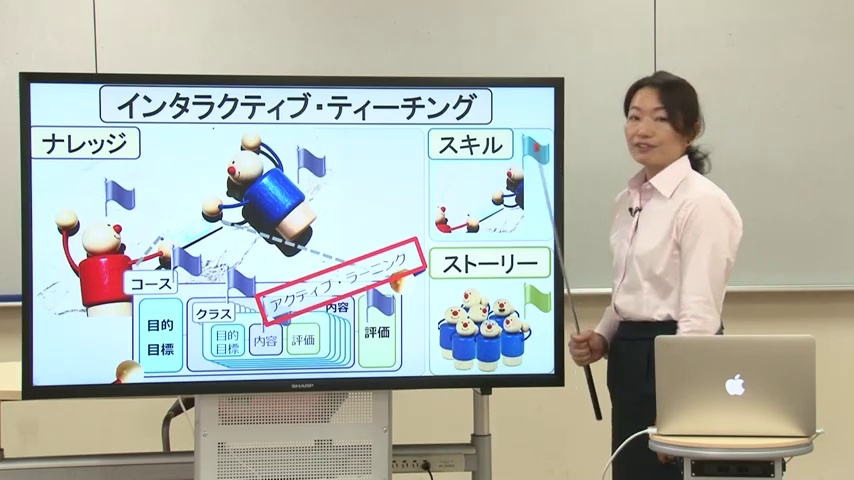 インタラクティブ・ティーチング
ナレッジ
スキル
ストーリー
コース
目的
目標
クラス
目的
目標
内容
評価
内容
評価
アクティブ・ラーニング
SHARP